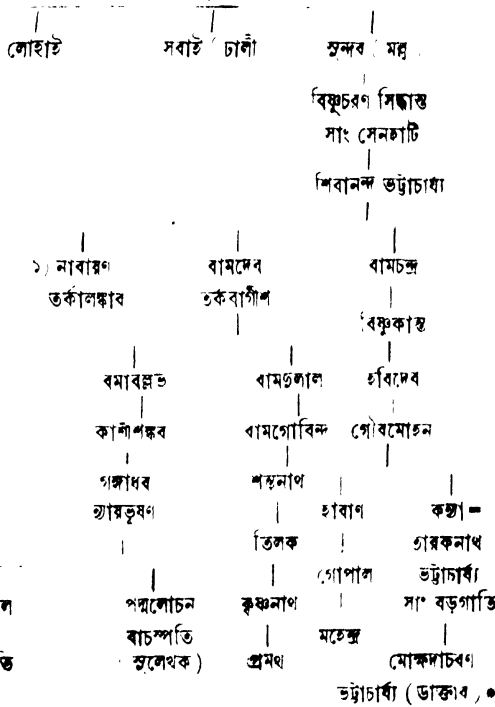 লোহাই সবাই ঢালী সুন্দর মল্ল
বিষ্ণুচরণ সিদ্ধান্ত
সাং সেনহাটি
শিবানন্দ ভট্টাচার্য্য
১) নারায়ণ রামদেব রামচন্দ্র
তর্কালঙ্কার তর্কবাগীশ
বিষ্ণুকান্ত
রমাবল্লভ রামদুলাল হরিদেব
কাশীশঙ্কর রামগোবিন্দ গৌরমোহন
গঙ্গাধর শম্ভুনাথ
ন্যায়ভূষণ হারাণ কন্যা =
তিলক তারকনাথ
গোপাল ভট্টাচার্য্য
ল পদ্মলোচন কৃষ্ণনাথ সাং বড়গাতি
বাচস্পতি মহেন্দ্র
তি সুলেখক ) প্রমথ মোক্ষদাচরণ
ভট্টাচার্য্য ( ডাক্তার )